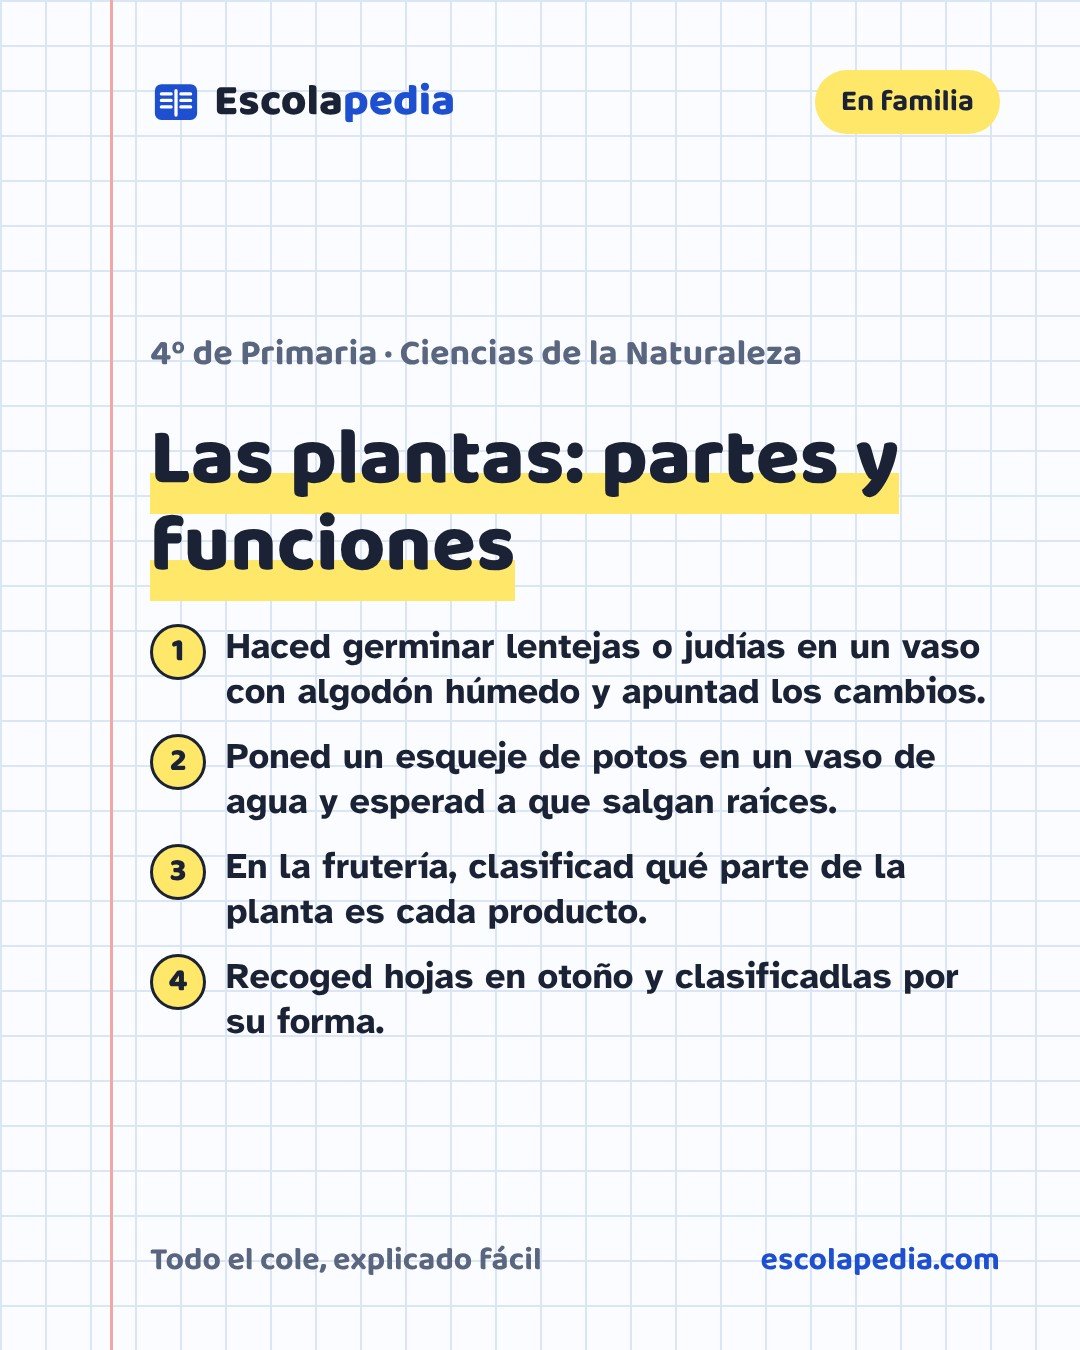 Escolapedia
En familia
4º de Primaria · Ciencias de la Naturaleza
Las plantas: partes y
funciones
1 Haced germinar lentejas o judías en un vaso
con algodón húmedo y apuntad los cambios.
2 Poned un esqueje de potos en un vaso de
agua y esperad a que salgan raíces.
3 En la frutería, clasificad qué parte de la
planta es cada producto.
4 Recoged hojas en otoño y clasificadlas por
su forma.
Todo el cole, explicado fácil
escolapedia.com